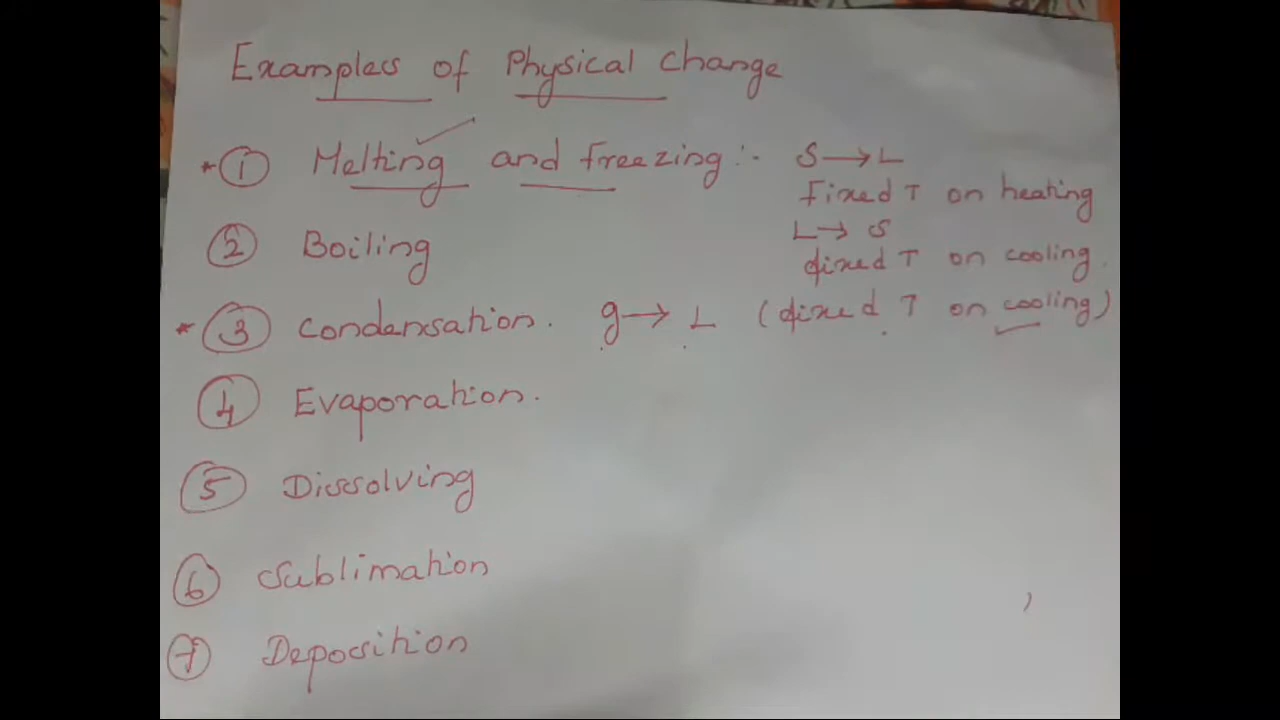 Examples of Physical Change
* ① Melting and freezing :- S → L
fixed T on heating
L → S
fixed T on cooling.
② Boiling
* ③ Condensation. g → L (fixed T on cooling)
④ Evaporation.
⑤ Dissolving
⑥ Sublimation
⑦ Deposition